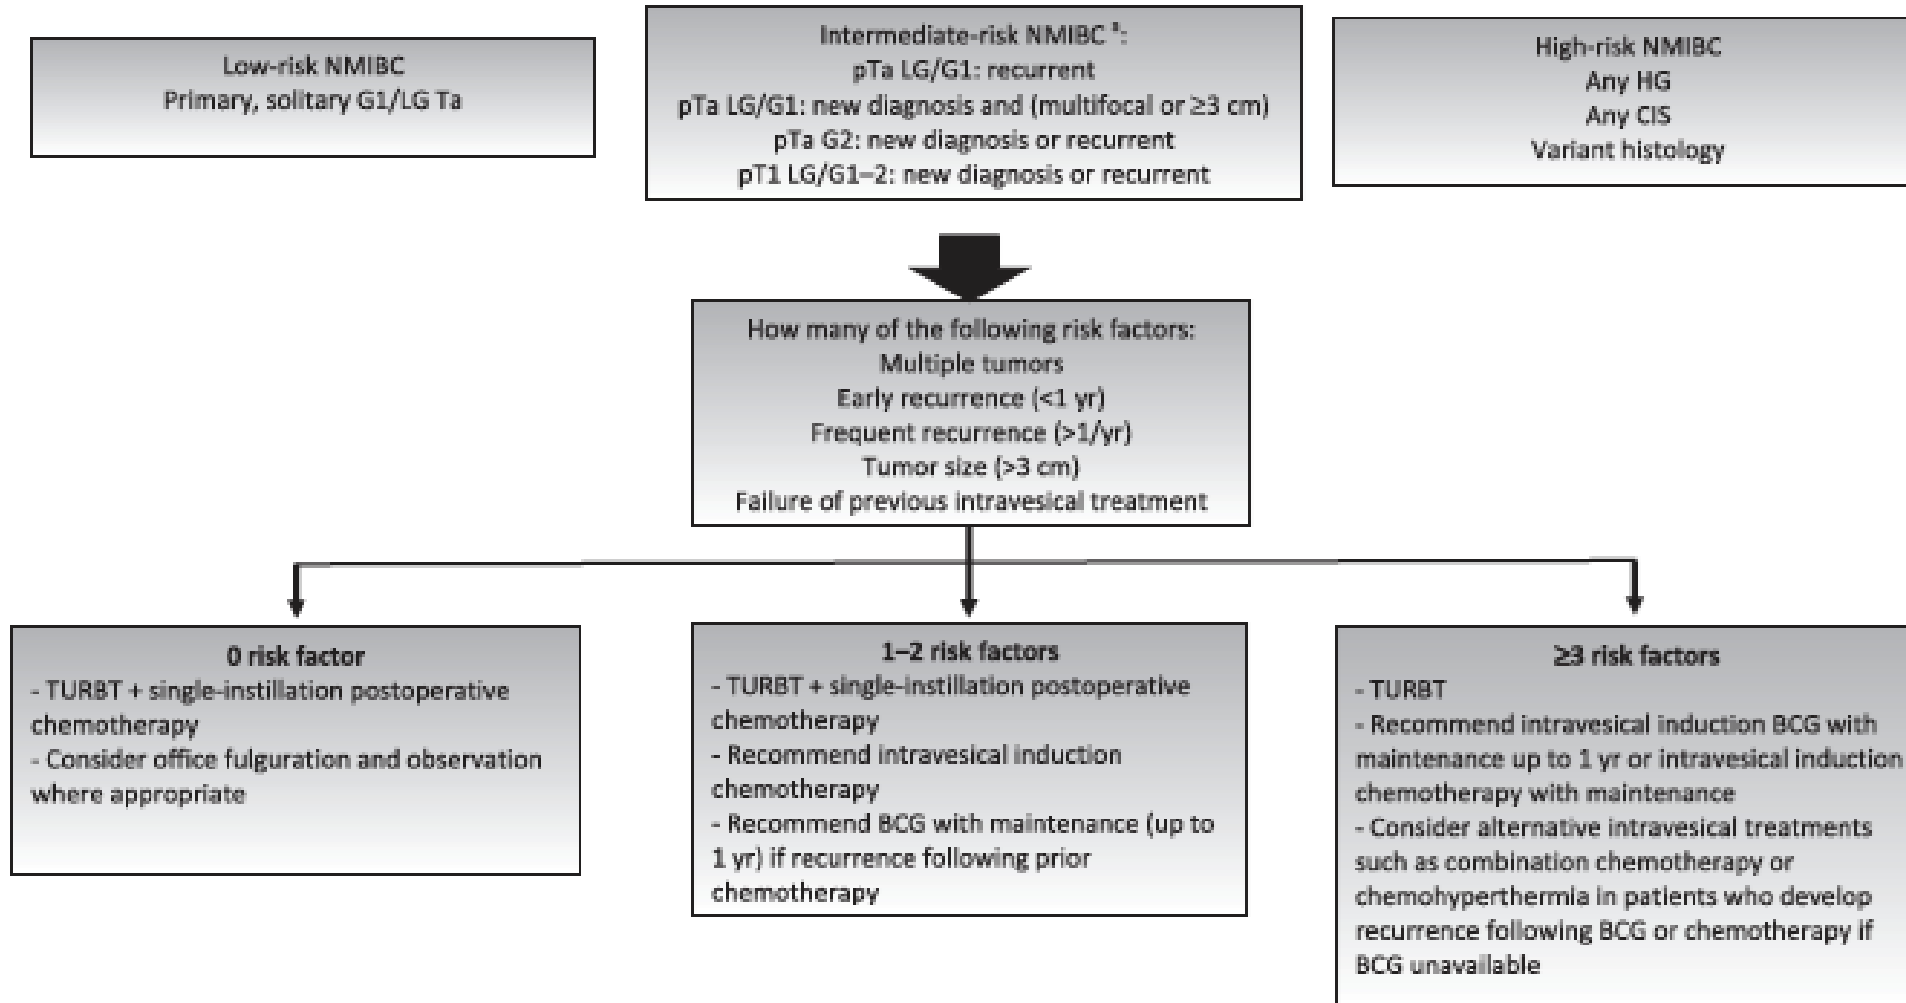 Low-risk NMIBC
Primary, solitary G1/LG Ta
Intermediate-risk NMIBC ª:
pTa LG/G1: recurrent
pTa LG/G1: new diagnosis and (multifocal or ≥3 cm)
pTa G2: new diagnosis or recurrent
pT1 LG/G1–2: new diagnosis or recurrent
High-risk NMIBC
Any HG
Any CIS
Variant histology
How many of the following risk factors:
Multiple tumors
Early recurrence (<1 yr)
Frequent recurrence (>1/yr)
Tumor size (>3 cm)
Failure of previous intravesical treatment
0 risk factor
- TURBT + single-instillation postoperative
chemotherapy
- Consider office fulguration and observation
where appropriate
1–2 risk factors
- TURBT + single-instillation postoperative
chemotherapy
- Recommend intravesical induction
chemotherapy
- Recommend BCG with maintenance (up to
1 yr) if recurrence following prior
chemotherapy
≥3 risk factors
- TURBT
- Recommend intravesical induction BCG with
maintenance up to 1 yr or intravesical induction
chemotherapy with maintenance
- Consider alternative intravesical treatments
such as combination chemotherapy or
chemohyperthermia in patients who develop
recurrence following BCG or chemotherapy if
BCG unavailable